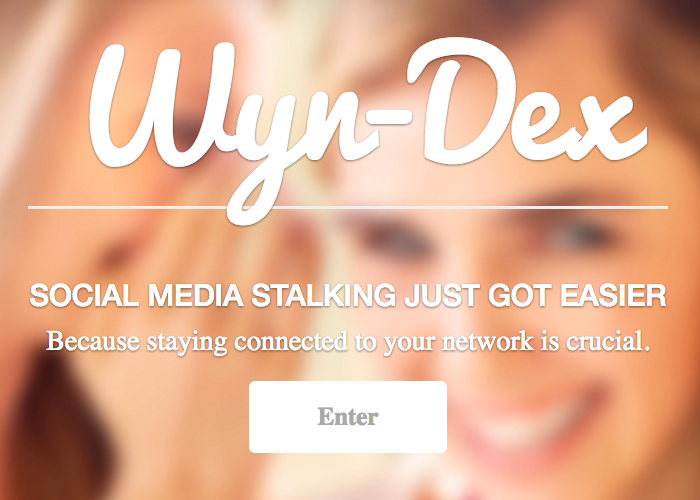 Wyn-Dex
SOCIAL MEDIA STALKING JUST GOT EASIER
Because staying connected to your network is crucial.
Enter